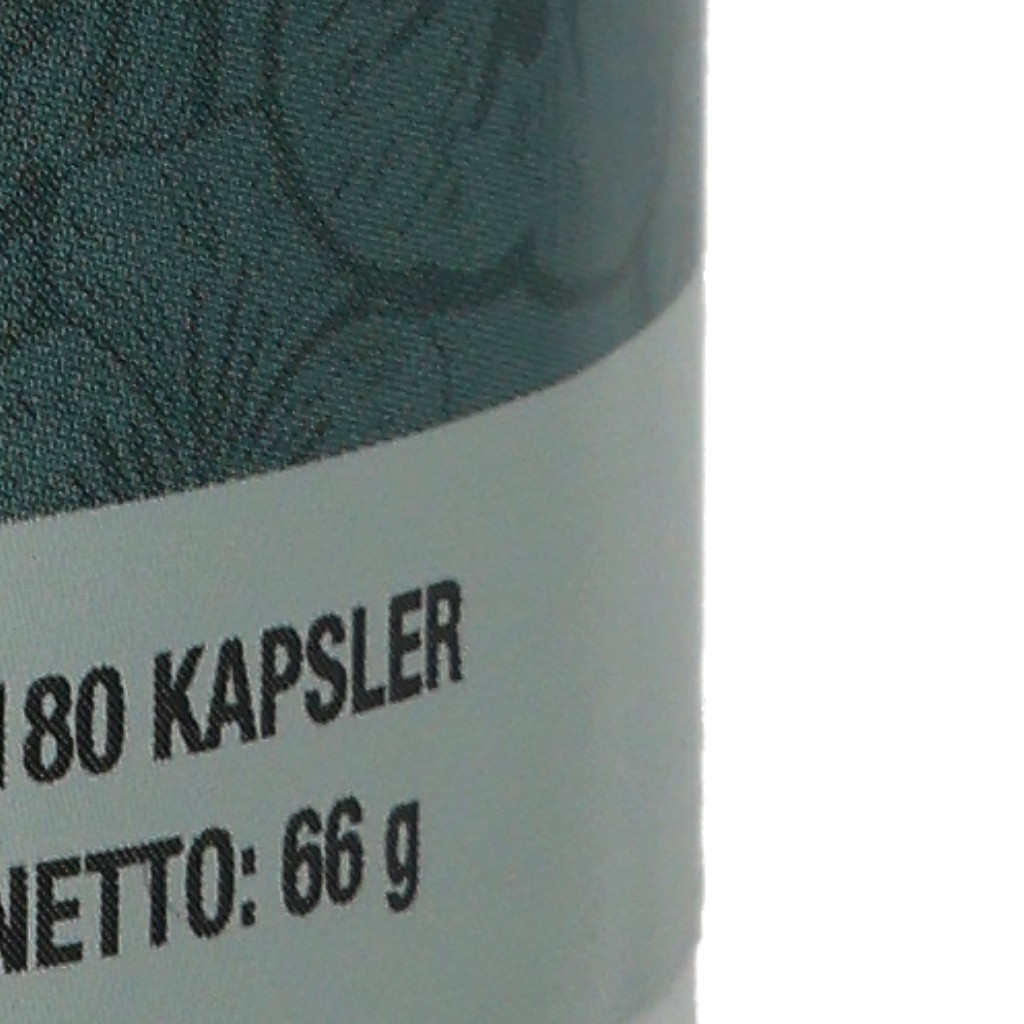 180 KAPSLER
NETTO: 66 g